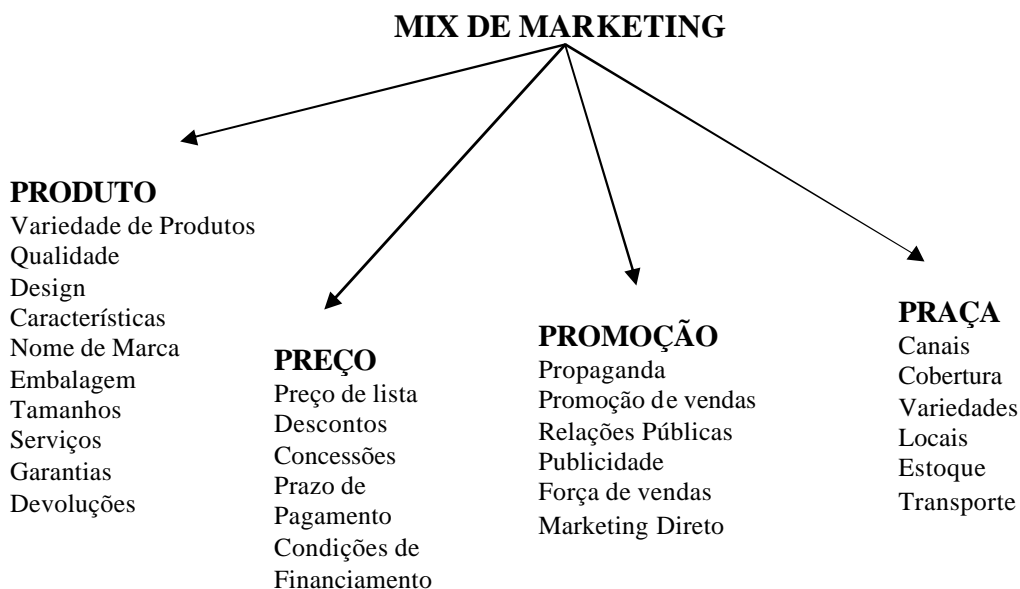 MIX DE MARKETING
PRODUTO
Variedade de Produtos
Qualidade
Design
Características
Nome de Marca
Embalagem
Tamanhos
Serviços
Garantias
Devoluções
PREÇO
Preço de lista
Descontos
Concessões
Prazo de
Pagamento
Condições de
Financiamento
PROMOÇÃO
Propaganda
Promoção de vendas
Relações Públicas
Publicidade
Força de vendas
Marketing Direto
PRAÇA
Canais
Cobertura
Variedades
Locais
Estoque
Transporte